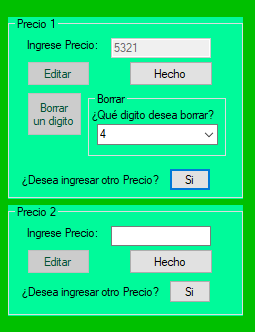 Precio 1
Ingrese Precio: 5321
Editar Hecho
Borrar un digito
Borrar
¿Qué digito desea borrar?
4
¿Desea ingresar otro Precio? Si
Precio 2
Ingrese Precio:
Editar Hecho
¿Desea ingresar otro Precio? Si